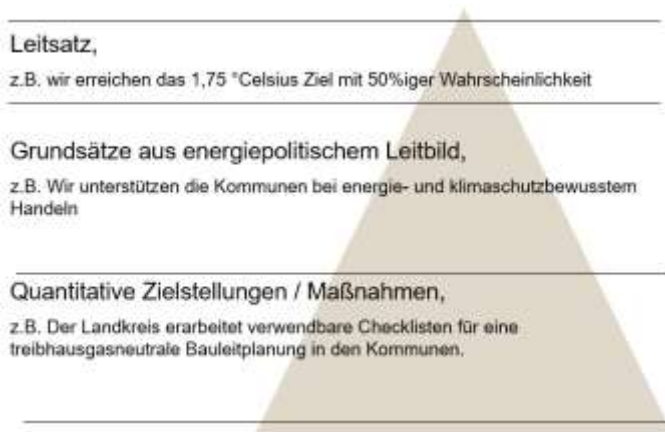 Leitsatz,
z.B. wir erreichen das 1,75 °Celsius Ziel mit 50%iger Wahrscheinlichkeit
Grundsätze aus energiepolitischem Leitbild,
z.B. Wir unterstützen die Kommunen bei energie- und klimaschutzbewusstem
Handeln
Quantitative Zielstellungen / Maßnahmen,
z.B. Der Landkreis erarbeitet verwendbare Checklisten für eine
treibhausgasneutrale Bauleitplanung in den Kommunen.